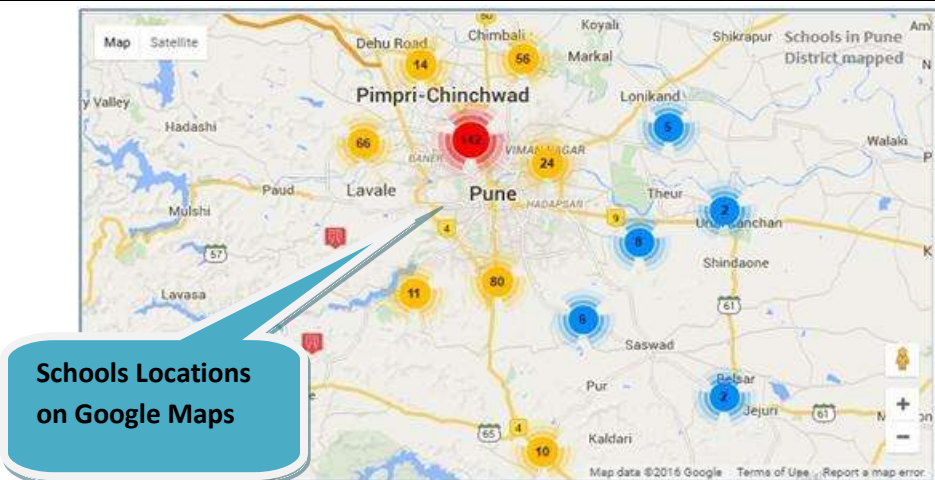 Map Satellite
Schools in Pune
District mapped
Koyali
Chimbali
Shikrapur
Am
Dehu Road
14
56
Markal
N
Pimpri-Chinchwad
Lonikand
y Valley
Hadashi
5
66
142
VIMAN NAGAR
BANER
24
Walaki
P
Paud
Lavale
Pune
HADAPSAR
Theur
Mulshi
4
9
2
57
8
K
Shindaone
Lavasa
11
80
61
6
Saswad
Pur
Belsar
2
Jejuri
61
+
−
65
4
Kaldari
10
Map data ©2016 Google Terms of Use Report a map error
Schools Locations
on Google Maps